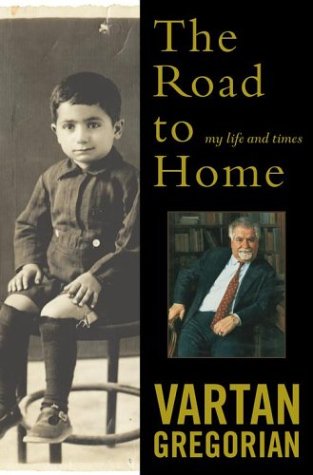 The
Road
to
my life and times
Home
VARTAN
GREGORIAN